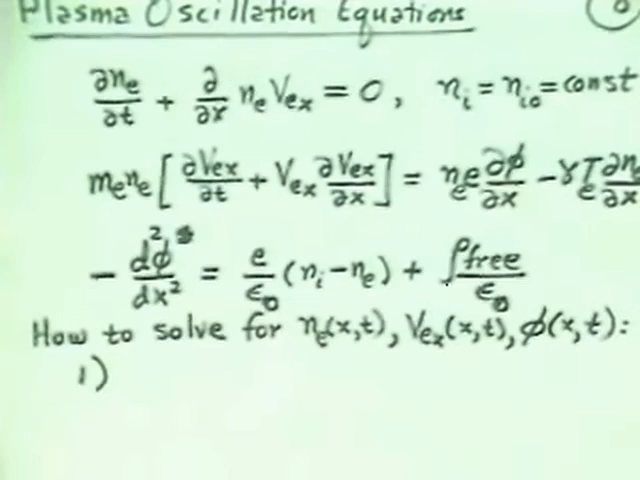 Plasma Oscillation Equations
∂nₑ/∂t + ∂/∂x nₑVₑₓ = 0, nᵢ = nᵢ₀ = const
mₑnₑ[∂Vₑₓ/∂t + Vₑₓ ∂Vₑₓ/∂x] = nₑe ∂φ/∂x - γTₑ ∂nₑ/∂x
- d²φ/dx² = e/ε₀ (nᵢ - nₑ) + ρfree/ε₀
How to solve for nₑ(x,t), Vₑₓ(x,t), φ(x,t):
1)